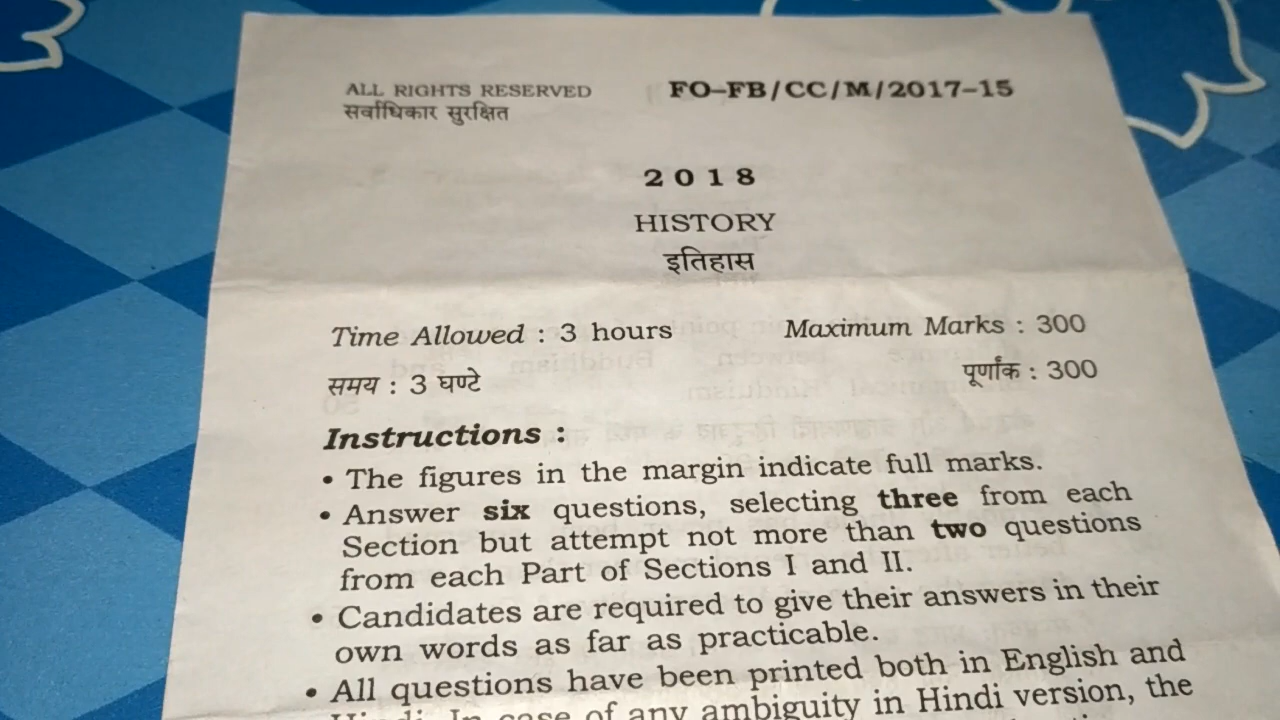 ALL RIGHTS RESERVED FO–FB/CC/M/2017–15
सर्वाधिकार सुरक्षित
2018
HISTORY
इतिहास
Time Allowed : 3 hours Maximum Marks : 300
समय : 3 घण्टे पूर्णांक : 300
Instructions :
• The figures in the margin indicate full marks.
• Answer six questions, selecting three from each
Section but attempt not more than two questions
from each Part of Sections I and II.
• Candidates are required to give their answers in their
own words as far as practicable.
• All questions have been printed both in English and
Hindi. In case of any ambiguity in Hindi version, the